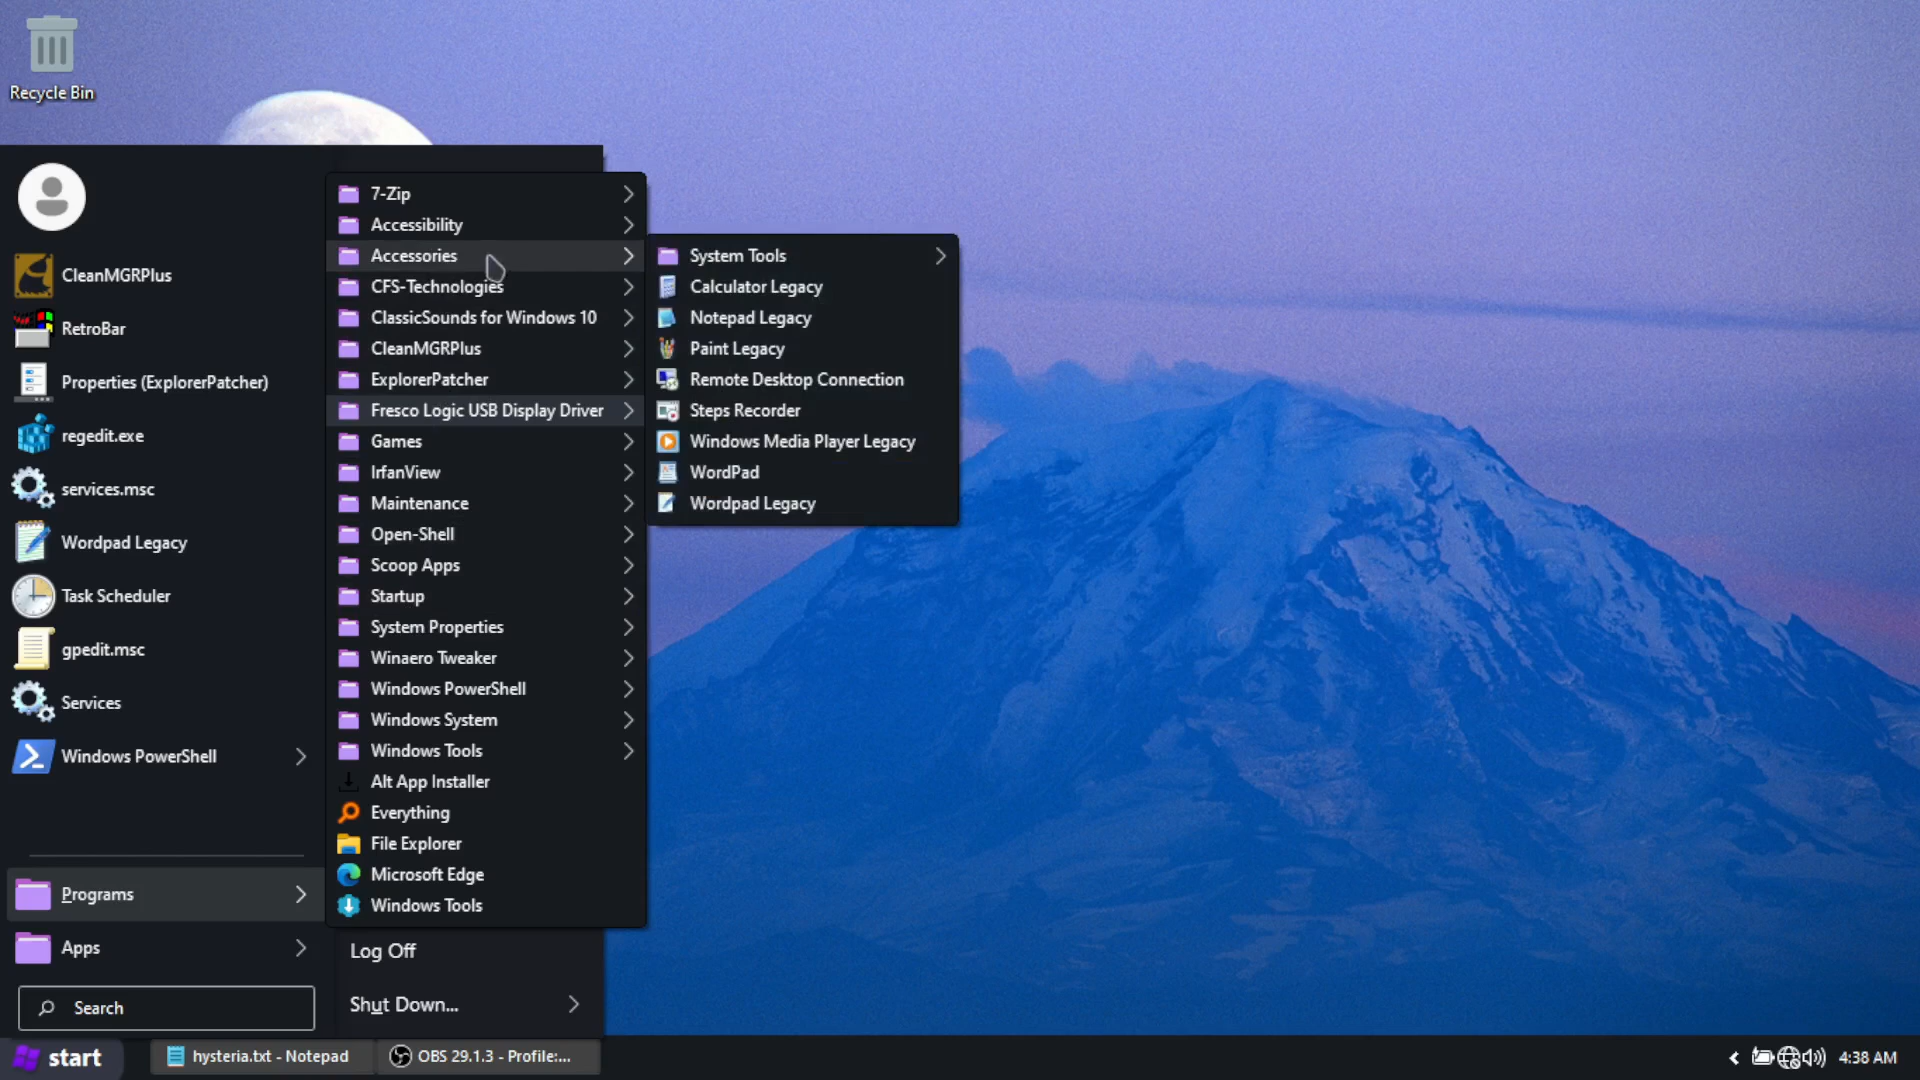 Recycle Bin
CleanMGRPlus
RetroBar
Properties (ExplorerPatcher)
regedit.exe
services.msc
Wordpad Legacy
Task Scheduler
gpedit.msc
Services
Windows PowerShell
Programs
Apps
Search
7-Zip
Accessibility
Accessories
CFS-Technologies
ClassicSounds for Windows 10
CleanMGRPlus
ExplorerPatcher
Fresco Logic USB Display Driver
Games
IrfanView
Maintenance
Open-Shell
Scoop Apps
Startup
System Properties
Winaero Tweaker
Windows PowerShell
Windows System
Windows Tools
Alt App Installer
Everything
File Explorer
Microsoft Edge
Windows Tools
Log Off
Shut Down...
System Tools
Calculator Legacy
Notepad Legacy
Paint Legacy
Remote Desktop Connection
Steps Recorder
Windows Media Player Legacy
WordPad
Wordpad Legacy
start
hysteria.txt - Notepad
OBS 29.1.3 - Profile:...
4:38 AM